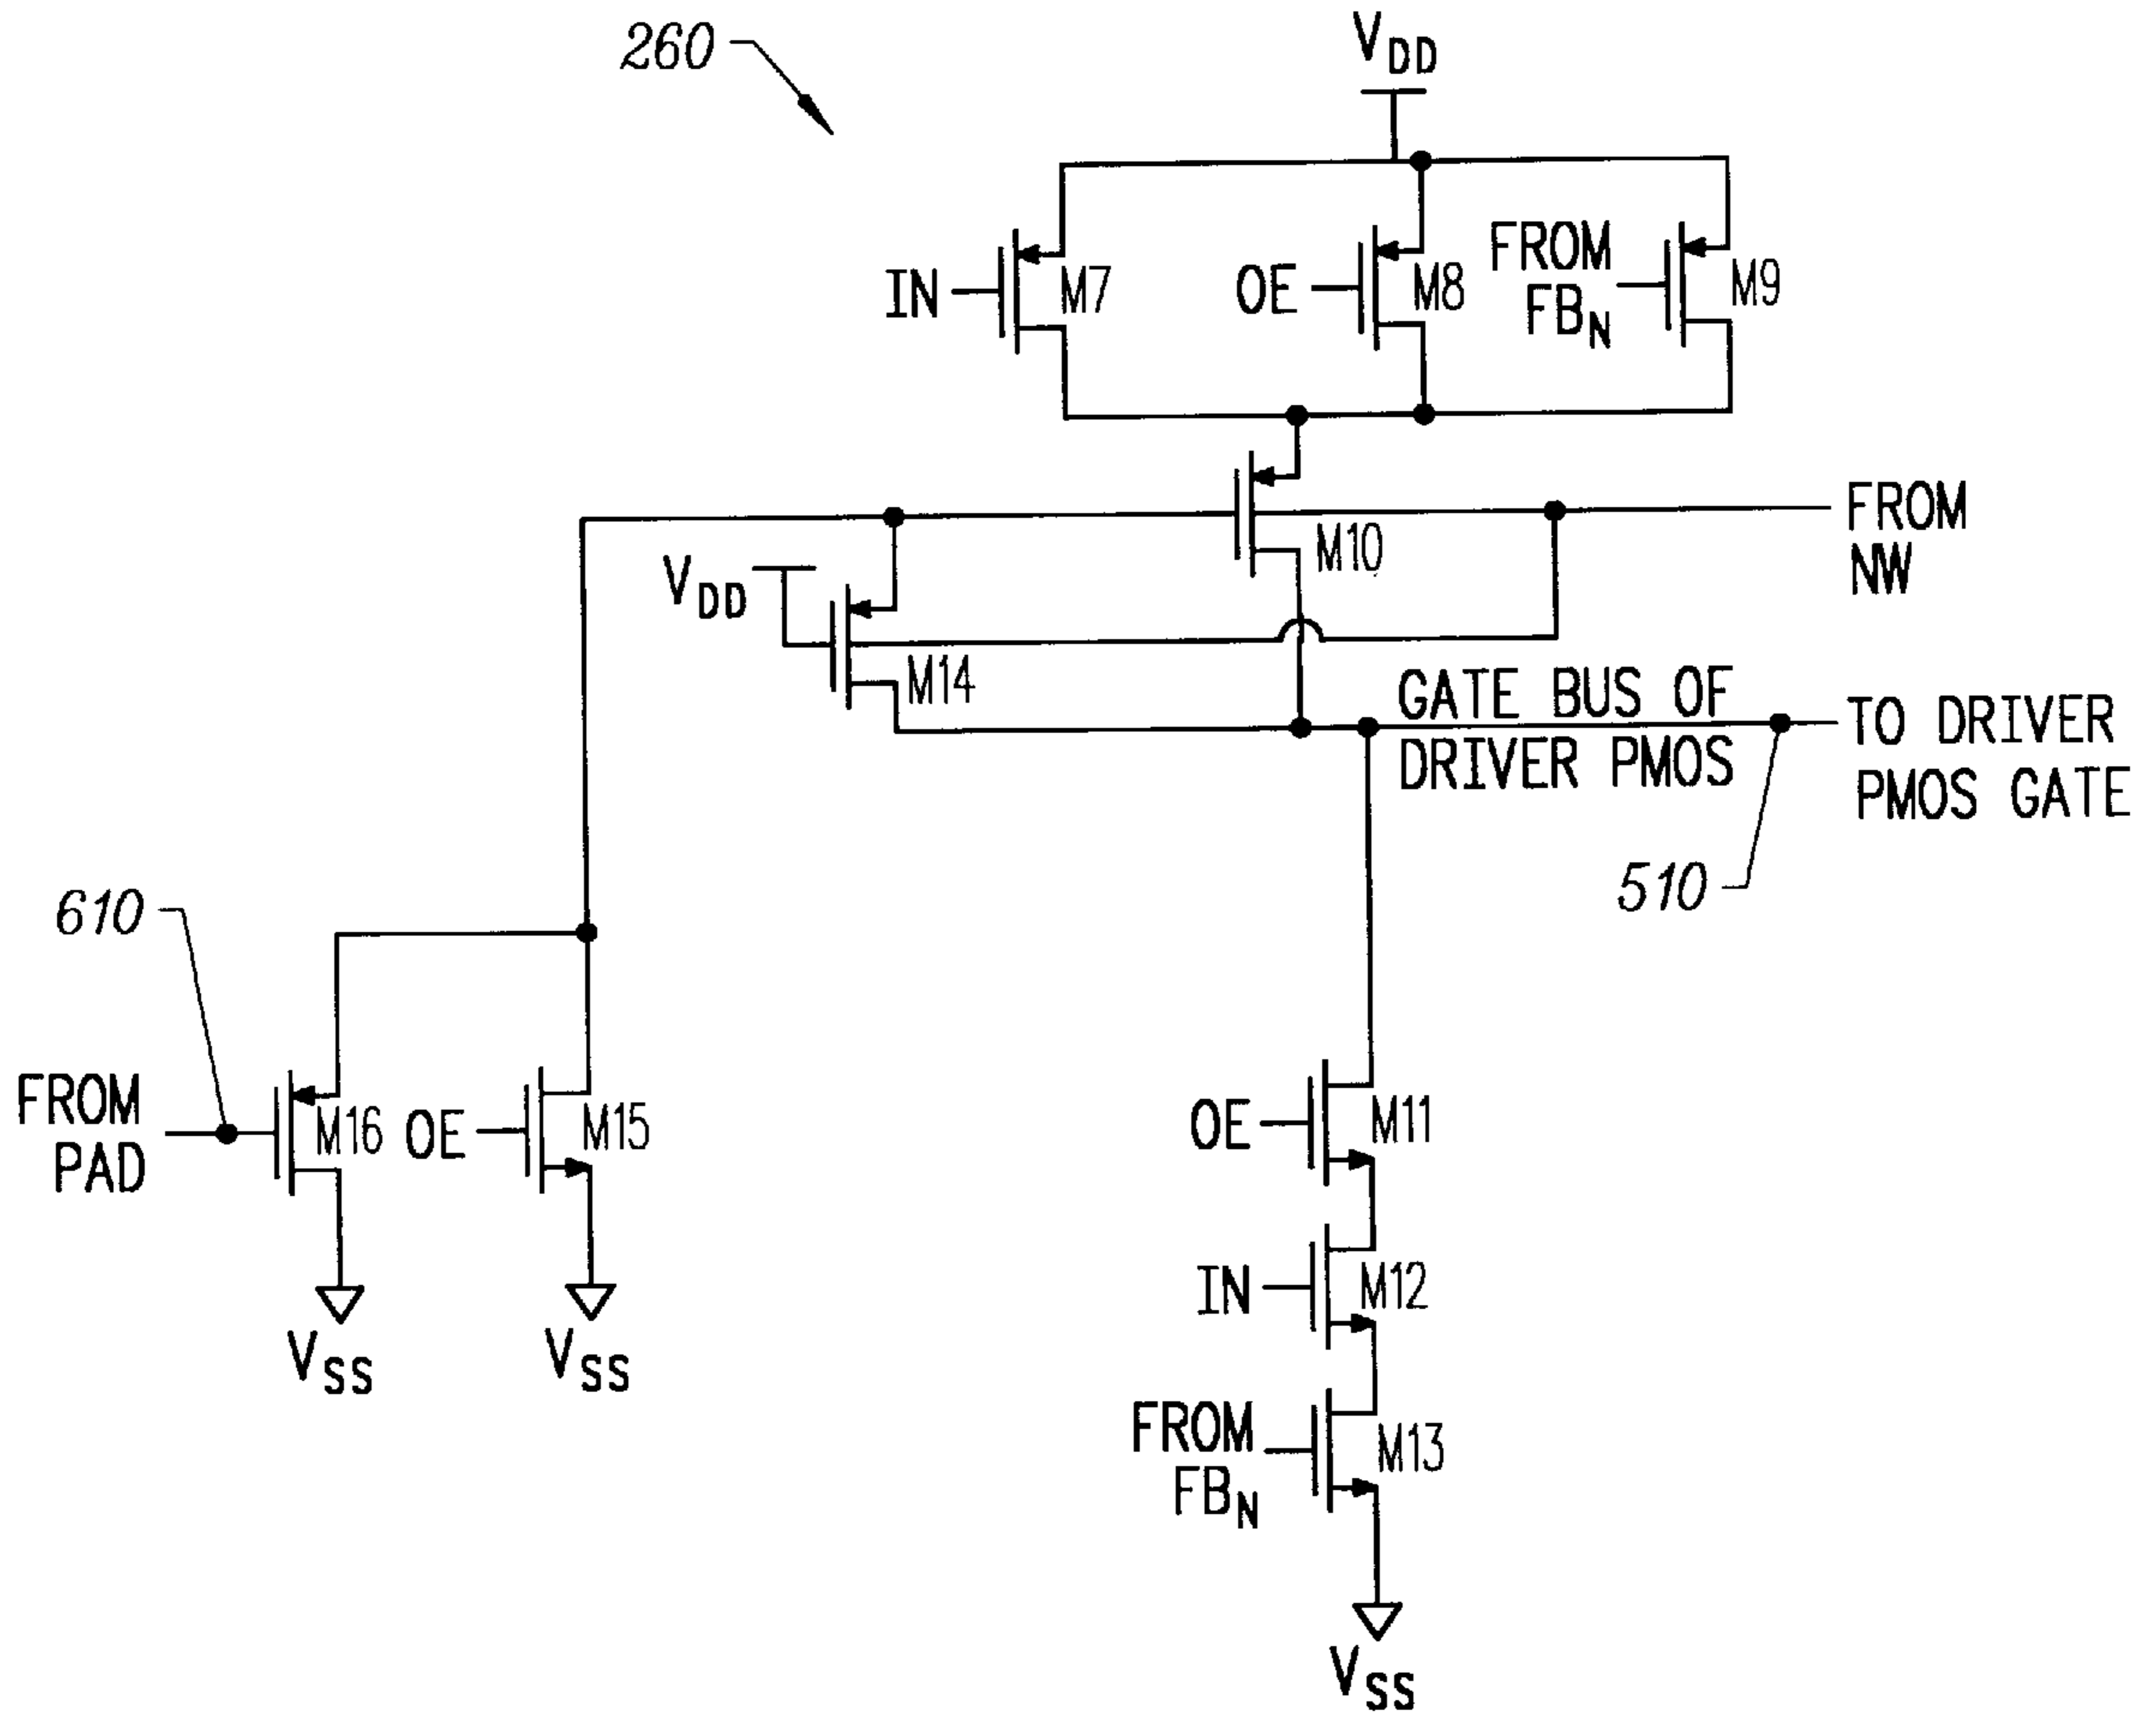 260
VDD
IN
M7
OE
M8
FROM
FBN
M9
M10
FROM
NW
VDD
M14
GATE BUS OF
DRIVER PMOS
TO DRIVER
PMOS GATE
510
610
FROM
PAD
M16
OE
M15
VSS
VSS
OE
M11
IN
M12
FROM
FBN
M13
VSS